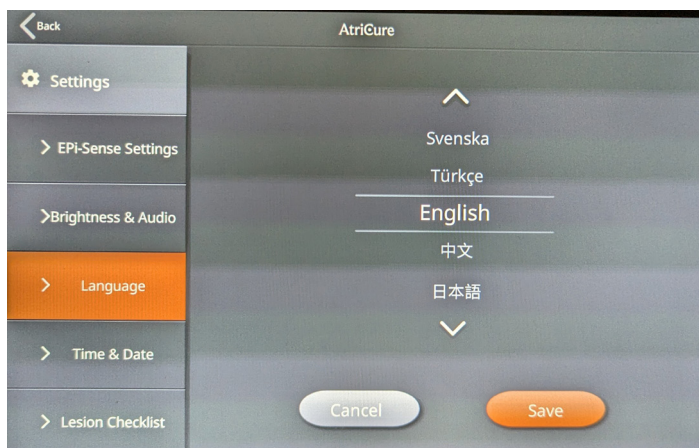 Back
AtriCure
Settings
EPi-Sense Settings
Brightness & Audio
Language
Time & Date
Lesion Checklist
Svenska
Türkçe
English
中文
日本語
Cancel
Save